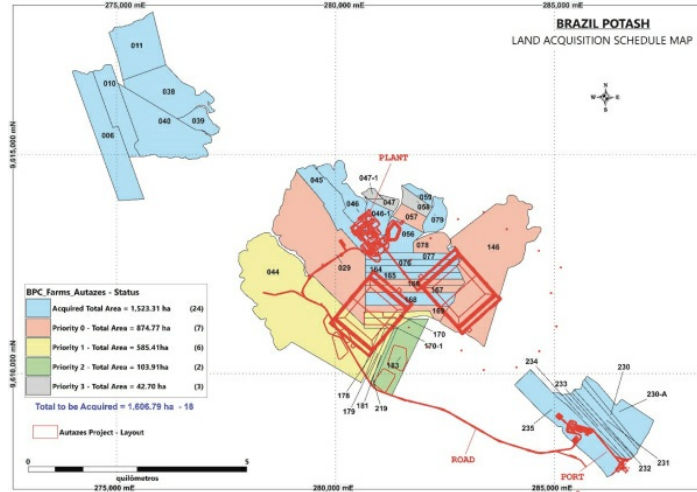 275,000 mE 280,000 mE 285,000 mE
BRAZIL POTASH
LAND ACQUISITION SCHEDULE MAP
N
W E
S
9,615,000 mN
9,610,000 mN
011
010
038
040
039
006
PLANT
047-1
045
047
059
058
046
046-1
057
079
056
078
077
146
076
044
029
164
165
166
167
168
169
170
170-1
183
178
179
181
219
ROAD
234
233
230
230-A
235
231
232
PORT
BPC_Farms_Autazes - Status
Acquired Total Area = 1,523.31 ha (24)
Priority 0 - Total Area = 874.77 ha (7)
Priority 1 - Total Area = 585.41ha (6)
Priority 2 - Total Area = 103.91ha (2)
Priority 3 - Total Area = 42.70 ha (3)
Total to be Acquired = 1,606.79 ha - 18
Autazes Project - Layout
0 5
quilômetros
275,000 mE 280,000 mE 285,000 mE